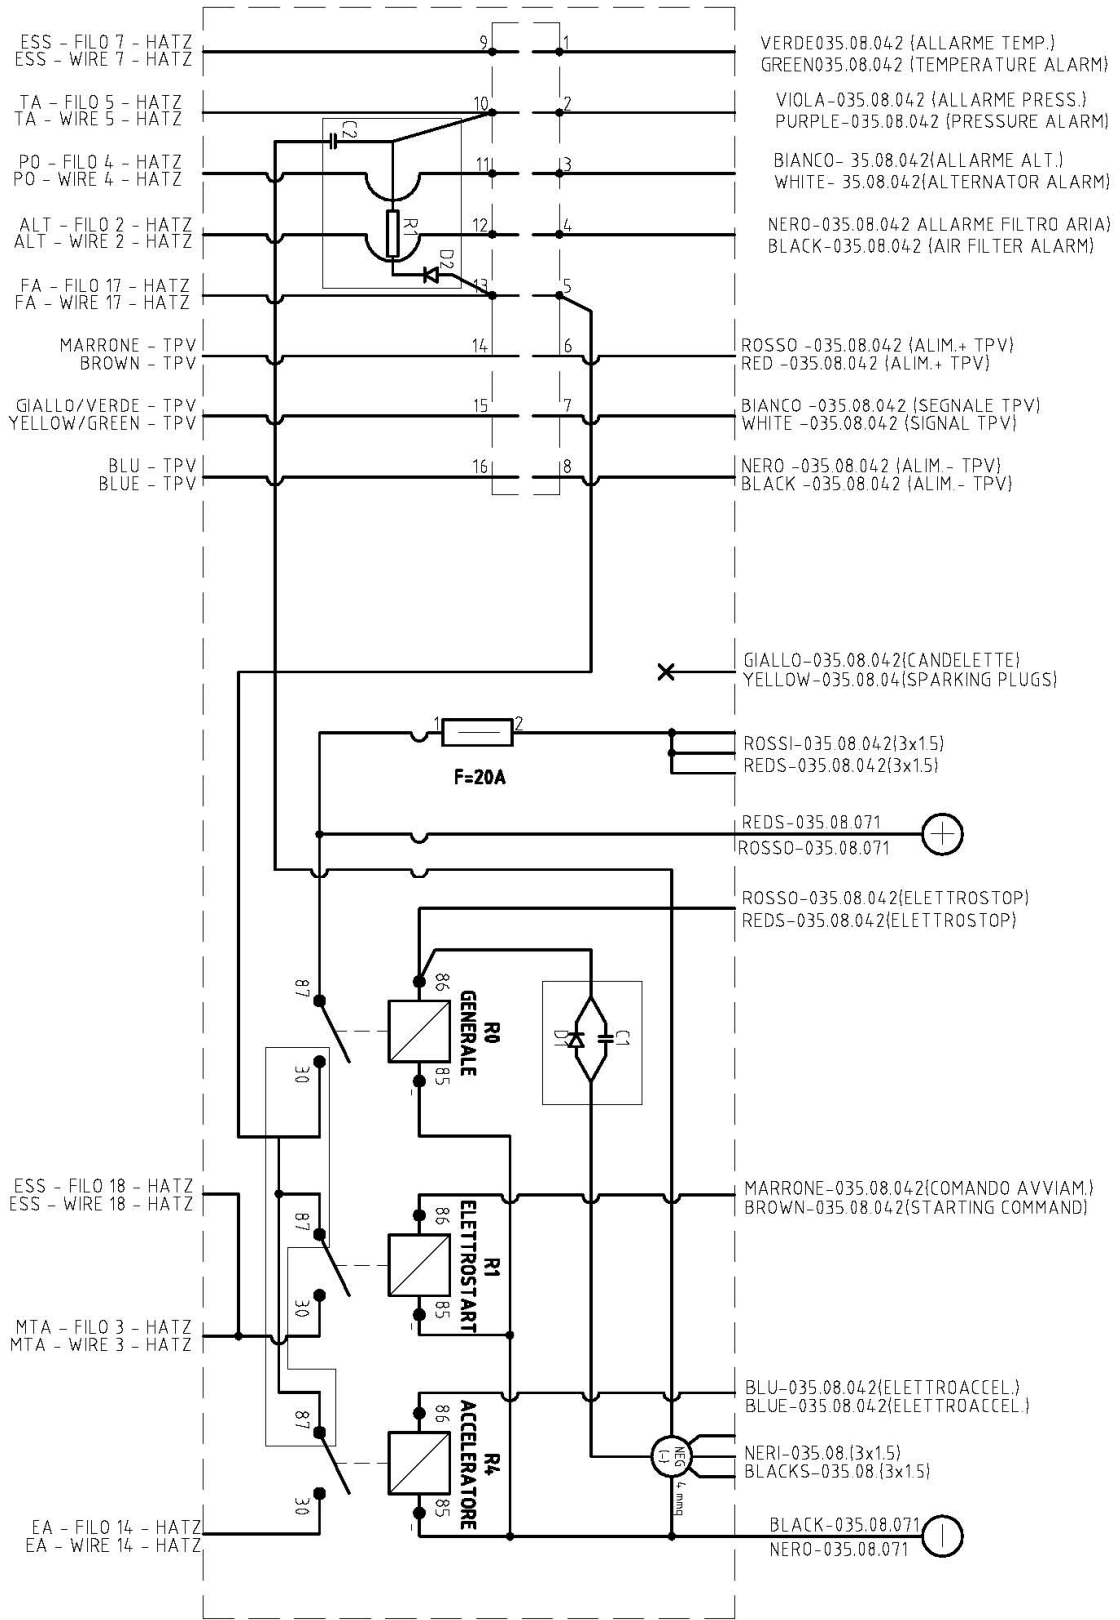 ESS - FILO 7 - HATZ
ESS - WIRE 7 - HATZ
9
1
VERDE035.08.042 (ALLARME TEMP.)
GREEN035.08.042 (TEMPERATURE ALARM)
TA - FILO 5 - HATZ
TA - WIRE 5 - HATZ
10
2
VIOLA-035.08.042 (ALLARME PRESS.)
PURPLE-035.08.042 (PRESSURE ALARM)
C2
PO - FILO 4 - HATZ
PO - WIRE 4 - HATZ
11
3
BIANCO- 35.08.042(ALLARME ALT.)
WHITE- 35.08.042(ALTERNATOR ALARM)
ALT - FILO 2 - HATZ
ALT - WIRE 2 - HATZ
R1
12
4
NERO-035.08.042 ALLARME FILTRO ARIA)
BLACK-035.08.042 (AIR FILTER ALARM)
D2
FA - FILO 17 - HATZ
FA - WIRE 17 - HATZ
13
5
MARRONE - TPV
BROWN - TPV
14
6
ROSSO -035.08.042 (ALIM.+ TPV)
RED -035.08.042 (ALIM.+ TPV)
GIALLO/VERDE - TPV
YELLOW/GREEN - TPV
15
7
BIANCO -035.08.042 (SEGNALE TPV)
WHITE -035.08.042 (SIGNAL TPV)
BLU - TPV
BLUE - TPV
16
8
NERO -035.08.042 (ALIM.- TPV)
BLACK -035.08.042 (ALIM.- TPV)
GIALLO-035.08.042(CANDELETTE)
YELLOW-035.08.04(SPARKING PLUGS)
1
2
F=20A
ROSSI-035.08.042(3x1.5)
REDS-035.08.042(3x1.5)
REDS-035.08.071
ROSSO-035.08.071
+
ROSSO-035.08.042(ELETTROSTOP)
REDS-035.08.042(ELETTROSTOP)
87
30
86
85
-
R0
GENERALE
D1
C1
ESS - FILO 18 - HATZ
ESS - WIRE 18 - HATZ
MARRONE-035.08.042(COMANDO AVVIAM.)
BROWN-035.08.042(STARTING COMMAND)
87
30
86
85
-
R1
ELETTROSTART
MTA - FILO 3 - HATZ
MTA - WIRE 3 - HATZ
BLU-035.08.042(ELETTROACCEL.)
BLUE-035.08.042(ELETTROACCEL.)
87
30
86
85
-
R4
ACCELERATORE
NEG
(-)
4 mmq
NERI-035.08.(3x1.5)
BLACKS-035.08.(3x1.5)
EA - FILO 14 - HATZ
EA - WIRE 14 - HATZ
BLACK-035.08.071
NERO-035.08.071
-